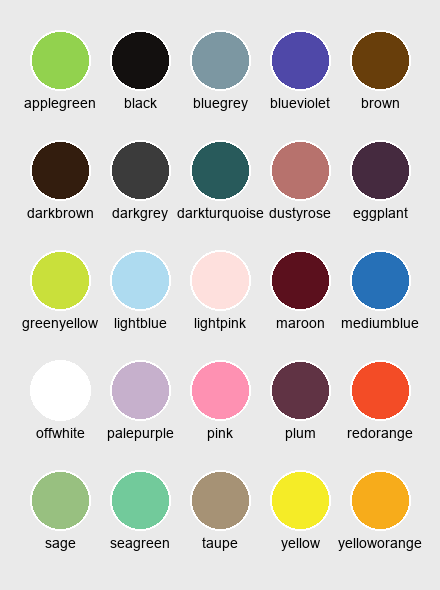 applegreen black bluegrey blueviolet brown
darkbrown darkgrey darkturquoise dustyrose eggplant
greenyellow lightblue lightpink maroon mediumblue
offwhite palepurple pink plum redorange
sage seagreen taupe yellow yelloworange